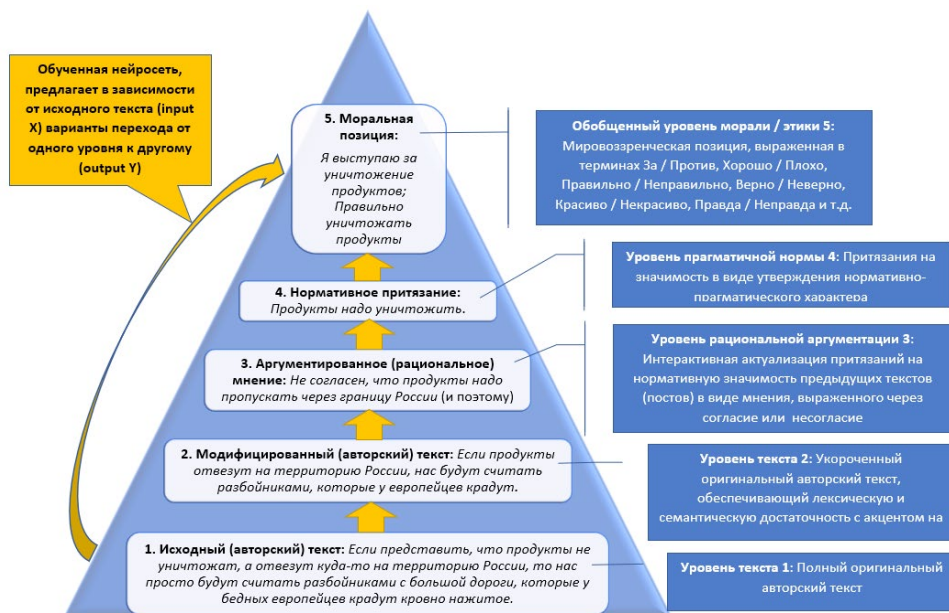 Обученная нейросеть,
предлагает в зависимости
от исходного текста (input
X) варианты перехода от
одного уровня к другому
(output Y)
5. Моральная
позиция:
Я выступаю за
уничтожение
продуктов;
Правильно
уничтожать
продукты
Обобщенный уровень морали / этики 5:
Мировоззренческая позиция, выраженная в
терминах За / Против, Хорошо / Плохо,
Правильно / Неправильно, Верно / Неверно,
Красиво / Некрасиво, Правда / Неправда и т.д.
4. Нормативное притязание:
Продукты надо уничтожить.
Уровень прагматичной нормы 4: Притязания на
значимость в виде утверждения нормативно-
прагматического характера
3. Аргументированное (рациональное)
мнение: Не согласен, что продукты надо
пропускать через границу России (и поэтому)
Уровень рациональной аргументации 3:
Интерактивная актуализация притязаний на
нормативную значимость предыдущих текстов
(постов) в виде мнения, выраженного через
согласие или несогласие
2. Модифицированный (авторский) текст: Если продукты
отвезут на территорию России, нас будут считать
разбойниками, которые у европейцев крадут.
Уровень текста 2: Укороченный
оригинальный авторский текст,
обеспечивающий лексическую и
семантическую достаточность с акцентом на
1. Исходный (авторский) текст: Если представить, что продукты не
уничтожат, а отвезут куда-то на территорию России, то нас
просто будут считать разбойниками с большой дороги, которые у
бедных европейцев крадут кровно нажитое.
Уровень текста 1: Полный оригинальный
авторский текст